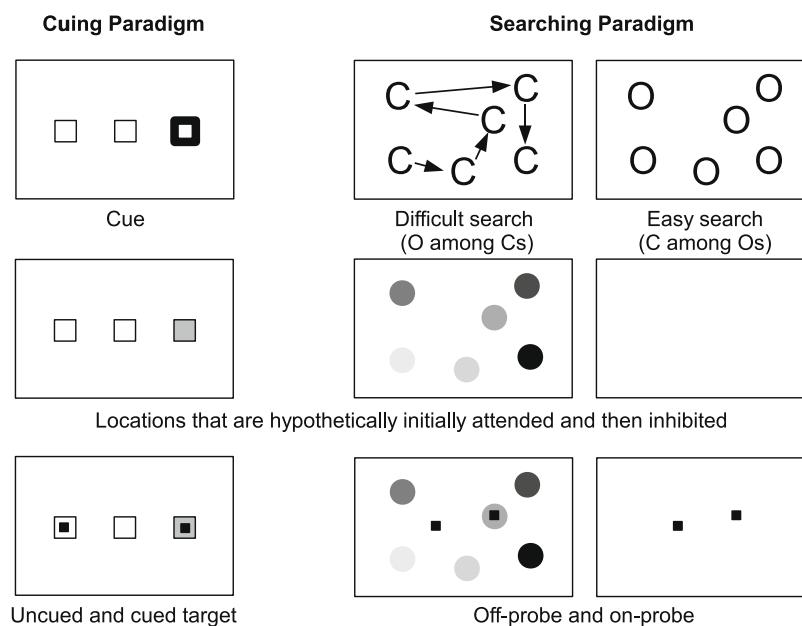 Cuing Paradigm
Searching Paradigm
C C
C
C C C
O O
O
O O O
Cue
Difficult search
(O among Cs)
Easy search
(C among Os)
Locations that are hypothetically initially attended and then inhibited
Uncued and cued target
Off-probe and on-probe